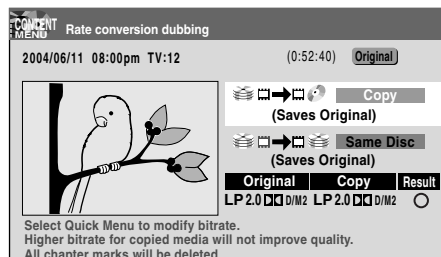 CONTENT
MENU
Rate conversion dubbing
2004/06/11 08:00pm TV:12
(0:52:40)
Original
Copy
(Saves Original)
Same Disc
(Saves Original)
Original Copy Result
LP 2.0 D/M2 LP 2.0 D/M2
Select Quick Menu to modify bitrate.
Higher bitrate for copied media will not improve quality.
All chapter marks will be deleted